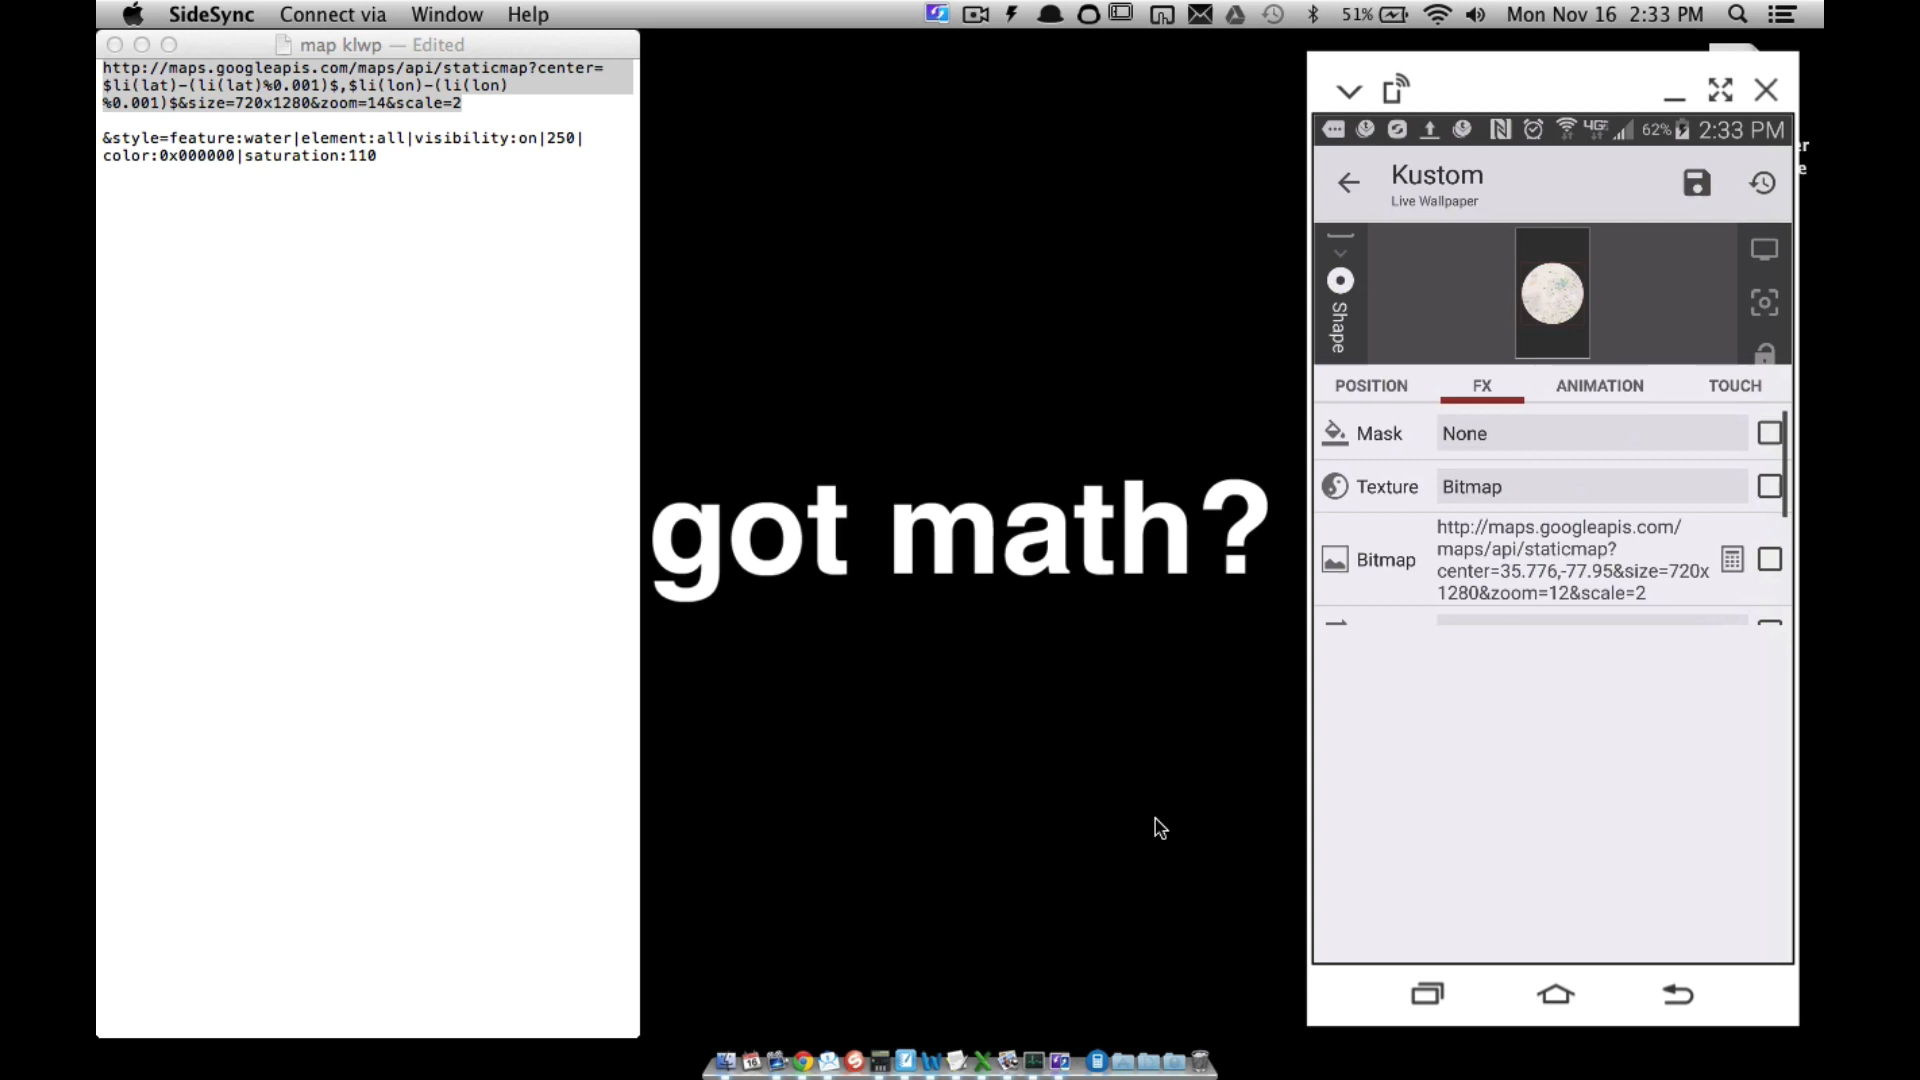 SideSync Connect via Window Help
51% Mon Nov 16 2:33 PM
map klwp — Edited
http://maps.googleapis.com/maps/api/staticmap?center=
$li(lat)-(li(lat)%0.001)$,$li(lon)-(li(lon)
%0.001)$&size=720x1280&zoom=14&scale=2
&style=feature:water|element:all|visibility:on|250|
color:0x000000|saturation:110
got math?
4G 62% 2:33 PM
Kustom
Live Wallpaper
Shape
POSITION FX ANIMATION TOUCH
Mask None
Texture Bitmap
Bitmap
http://maps.googleapis.com/
maps/api/staticmap?
center=35.776,-77.95&size=720x
1280&zoom=12&scale=2
er
e
16